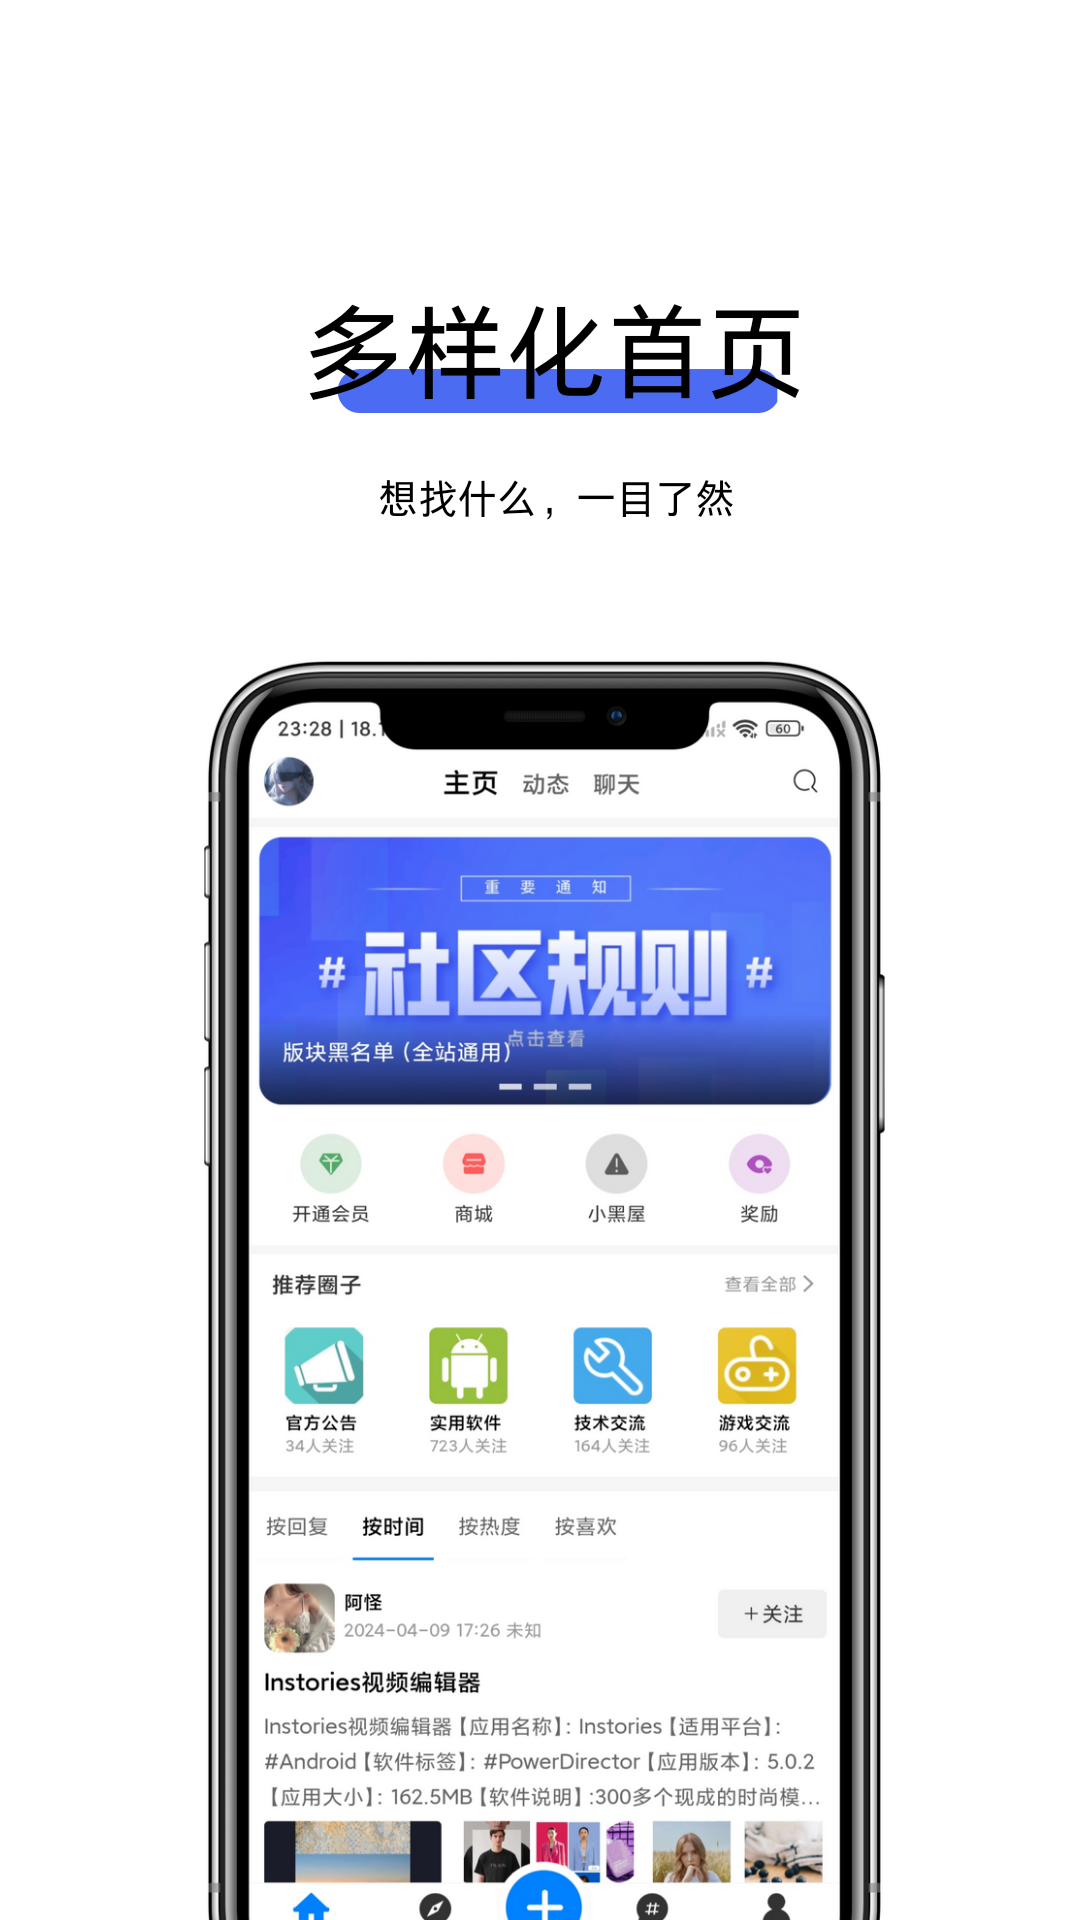 多样化首页
想找什么，一目了然
23:28 | 18.1
60
主页 动态 聊天
重要通知
# 社区规则 #
点击查看
版块黑名单（全站通用）
开通会员 商城 小黑屋 奖励
推荐圈子 查看全部
官方公告 实用软件 技术交流 游戏交流
34人关注 723人关注 164人关注 96人关注
按回复 按时间 按热度 按喜欢
阿怪
2024-04-09 17:26 未知
+关注
Instories视频编辑器
Instories视频编辑器【应用名称】：Instories【适用平台】：
#Android【软件标签】：#PowerDirector【应用版本】：5.0.2
【应用大小】：162.5MB【软件说明】:300多个现成的时尚模...